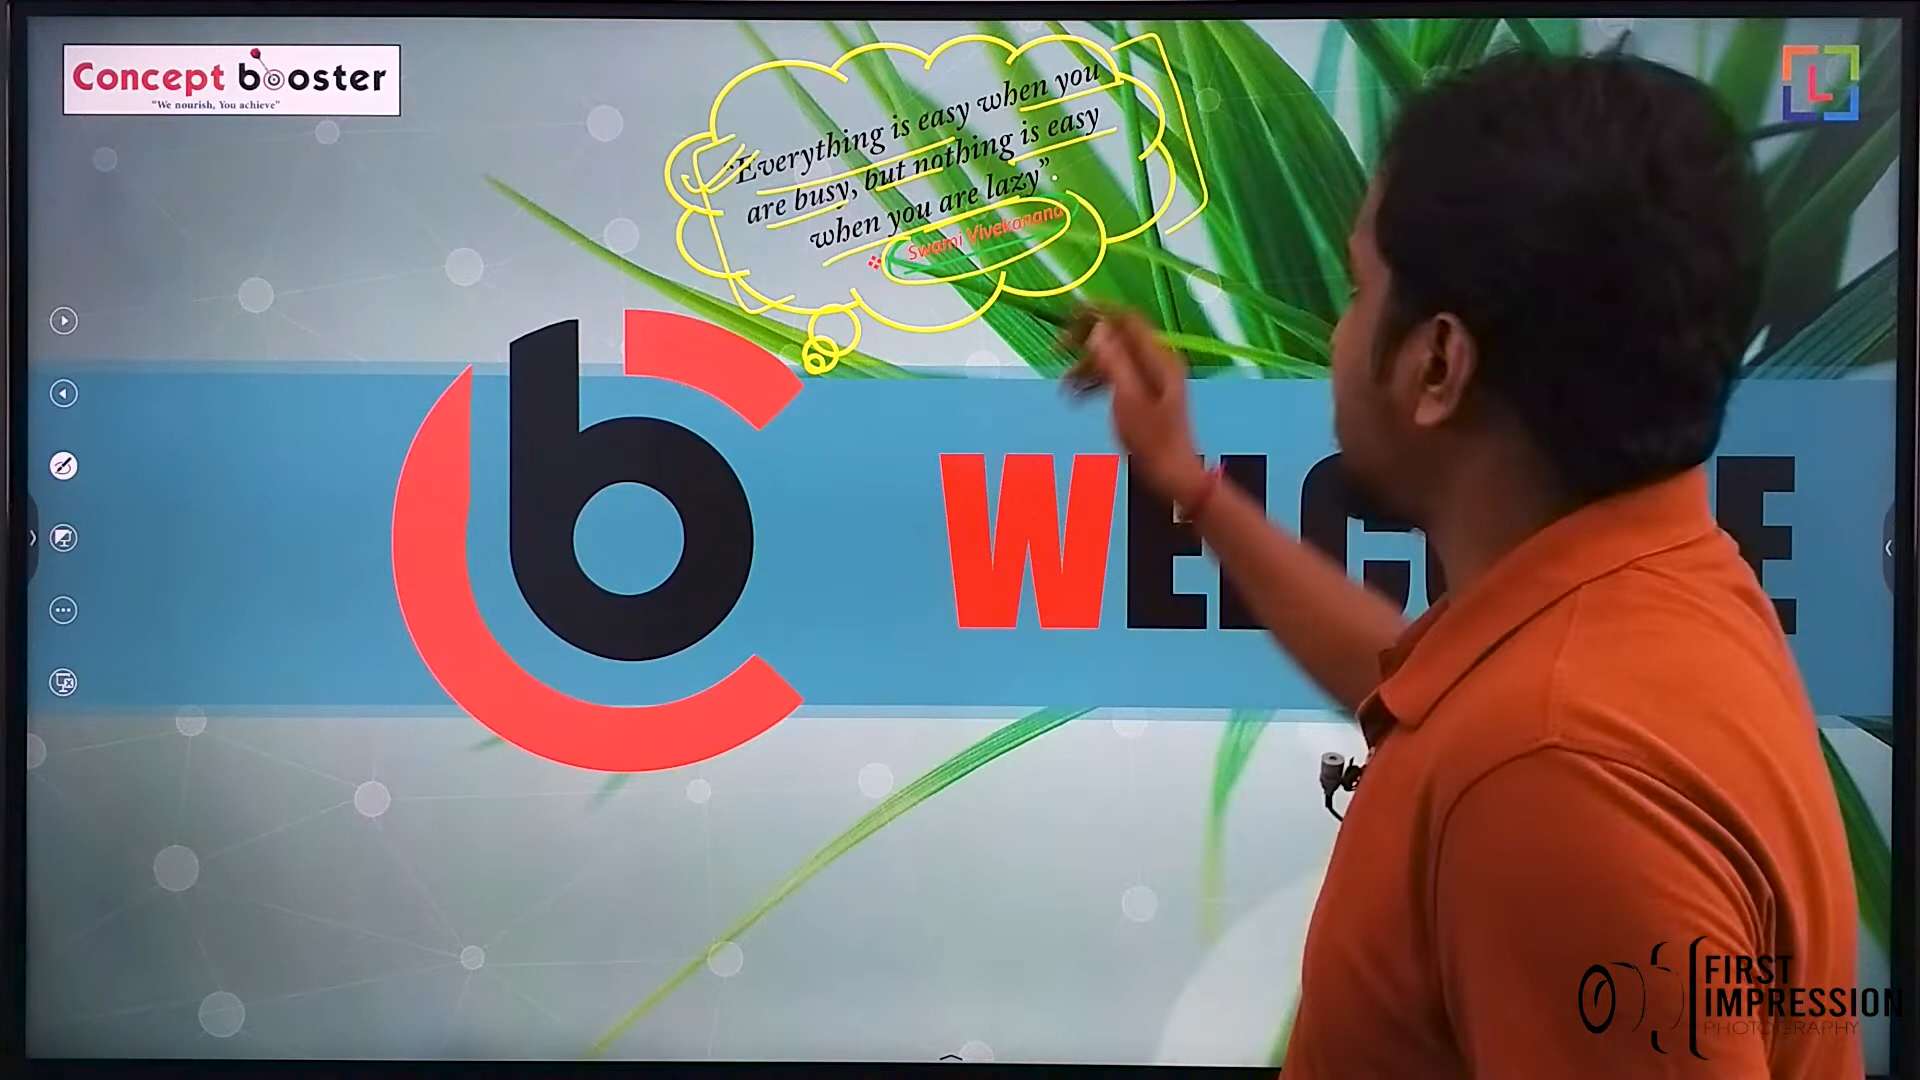 Concept booster
"We nourish, You achieve"
"Everything is easy when you
are busy, but nothing is easy
when you are lazy".
Swami Vivekanand
L
b
WELC E
FIRST
IMPRESSION
PHOTOGRAPHY